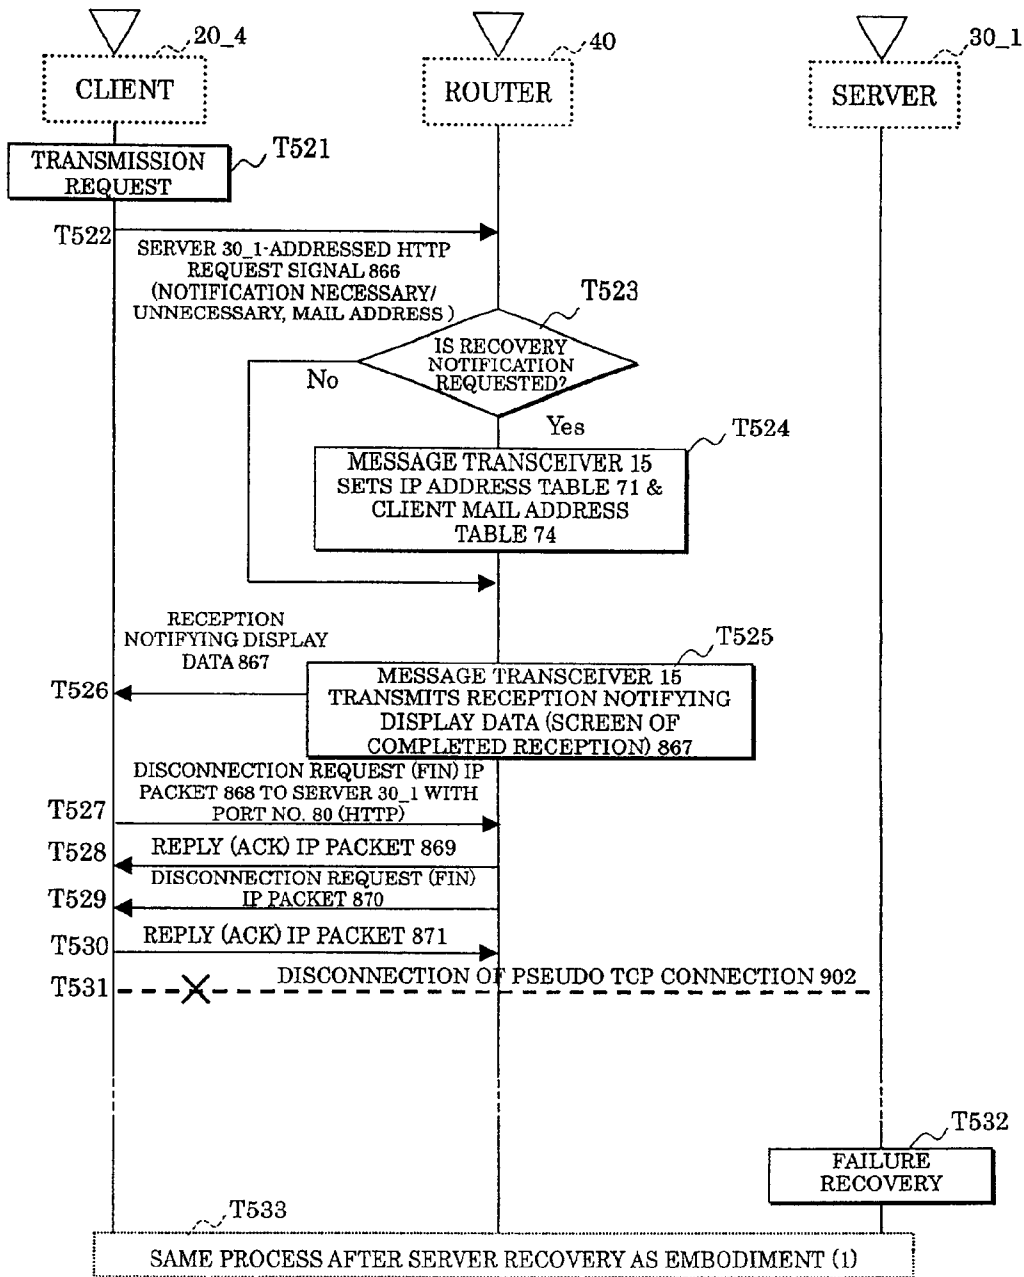 20_4
40
30_1
CLIENT
ROUTER
SERVER
T521
TRANSMISSION
REQUEST
T522
SERVER 30_1-ADDRESSED HTTP
REQUEST SIGNAL 866
(NOTIFICATION NECESSARY/
UNNECESSARY, MAIL ADDRESS )
T523
IS RECOVERY
NOTIFICATION
REQUESTED?
No
Yes
T524
MESSAGE TRANSCEIVER 15
SETS IP ADDRESS TABLE 71 &
CLIENT MAIL ADDRESS
TABLE 74
RECEPTION
NOTIFYING DISPLAY
DATA 867
T525
T526
MESSAGE TRANSCEIVER 15
TRANSMITS RECEPTION NOTIFYING
DISPLAY DATA (SCREEN OF
COMPLETED RECEPTION) 867
DISCONNECTION REQUEST (FIN) IP
PACKET 868 TO SERVER 30_1 WITH
PORT NO. 80 (HTTP)
T527
T528
REPLY (ACK) IP PACKET 869
DISCONNECTION REQUEST (FIN)
IP PACKET 870
T529
REPLY (ACK) IP PACKET 871
T530
DISCONNECTION OF PSEUDO TCP CONNECTION 902
T531
T532
FAILURE
RECOVERY
T533
SAME PROCESS AFTER SERVER RECOVERY AS EMBODIMENT (1)